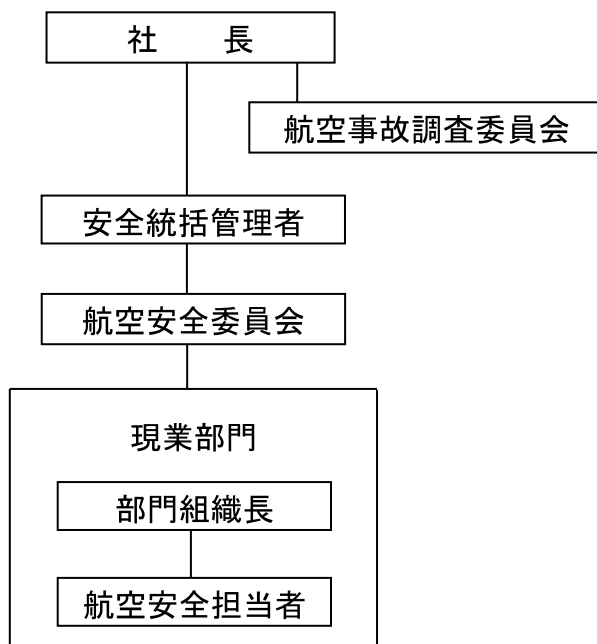 社　　長
航空事故調査委員会
安全統括管理者
航空安全委員会
現業部門
部門組織長
航空安全担当者